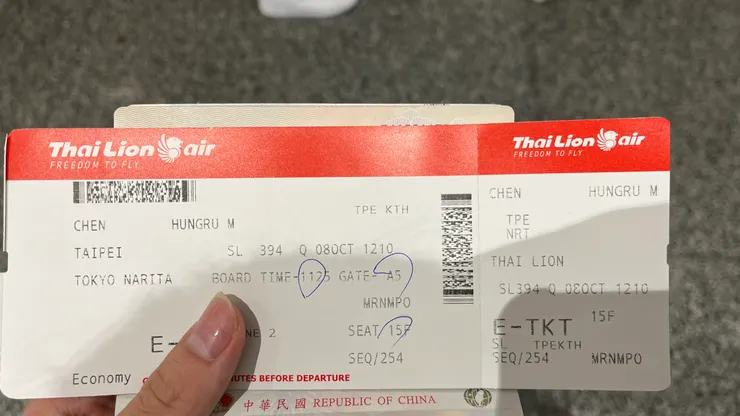 Thai Lion air
FREEDOM TO FLY
TPE KTH
CHEN HUNGRU M
TAIPEI SL 394 Q 08OCT 1210
TOKYO NARITA BOARD TIME-1125 GATE- A5
MRNMPO
E- NE 2 SEAT 15F
SEQ/254
Economy UTES BEFORE DEPARTURE
Thai Lion air
FREEDOM TO FLY
CHEN HUNGRU M
TPE
NRT
THAI LION
SL394 Q 08OCT 1210
E-TKT 15F
SL TPEKTH
SEQ/254 MRNMPO
中華民國 REPUBLIC OF CHINA